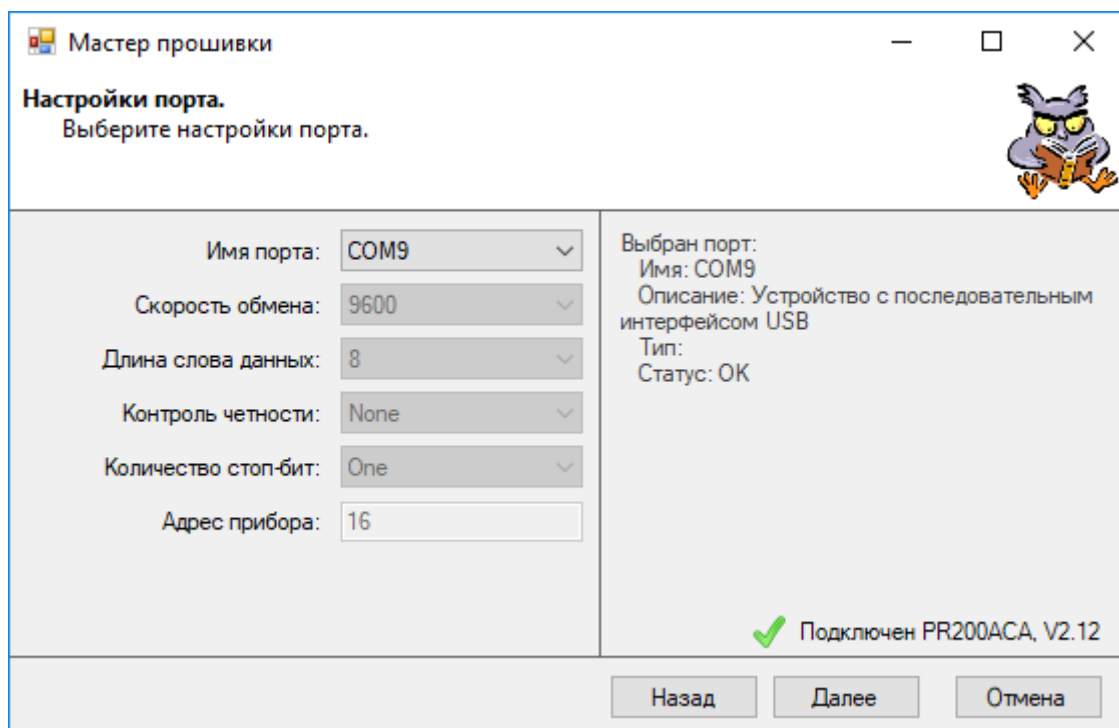 Мастер прошивки
Настройки порта.
Выберите настройки порта.
Имя порта: COM9
Скорость обмена: 9600
Длина слова данных: 8
Контроль четности: None
Количество стоп-бит: One
Адрес прибора: 16
Выбран порт:
Имя: COM9
Описание: Устройство с последовательным
интерфейсом USB
Тип:
Статус: OK
Подключен PR200ACA, V2.12
Назад Далее Отмена